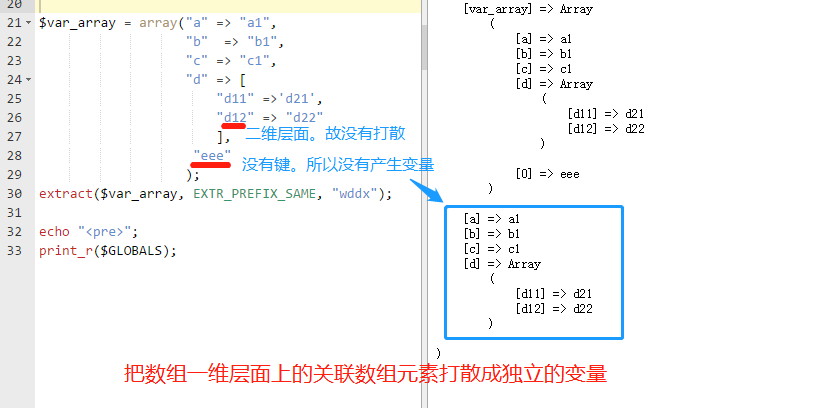 20
21 $var_array = array("a" => "a1",
22 "b" => "b1",
23 "c" => "c1",
24 "d" => [
25 "d11" =>'d21',
26 "d12" => "d22"
27 ], 二维层面。故没有打散
28 "eee" 没有键。所以没有产生变量
29 );
30 extract($var_array, EXTR_PREFIX_SAME, "wddx");
31
32 echo "<pre>";
33 print_r($GLOBALS);
[var_array] => Array
(
[a] => a1
[b] => b1
[c] => c1
[d] => Array
(
[d11] => d21
[d12] => d22
)
[0] => eee
)
[a] => a1
[b] => b1
[c] => c1
[d] => Array
(
[d11] => d21
[d12] => d22
)
)
把数组一维层面上的关联数组元素打散成独立的变量